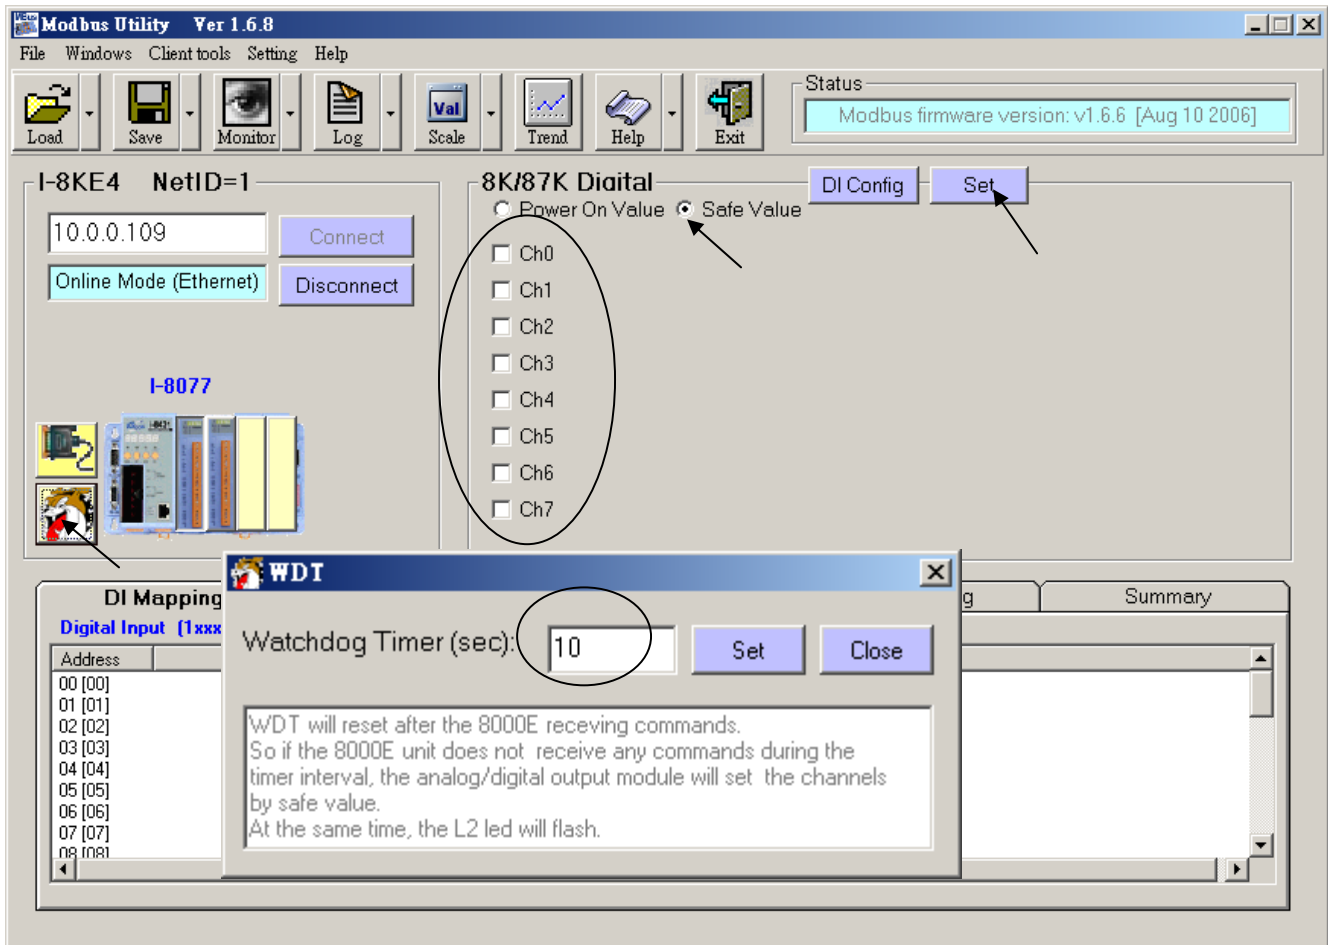 Modbus Utility Ver 1.6.8
File Windows Client tools Setting Help
Load Save Monitor Log Val Scale Trend Help Exit
Status
Modbus firmware version: v1.6.6 [Aug 10 2006]
I-8KE4 NetID=1
8K/87K Digital
DI Config
Set
Power On Value Safe Value
10.0.0.109
Connect
Online Mode (Ethernet)
Disconnect
Ch0
Ch1
Ch2
Ch3
Ch4
Ch5
Ch6
Ch7
I-8077
WDT
Watchdog Timer (sec):
10
Set
Close
WDT will reset after the 8000E receving commands.
So if the 8000E unit does not receive any commands during the
timer interval, the analog/digital output module will set the channels
by safe value.
At the same time, the L2 led will flash.
DI Mapping
g
Summary
Digital Input (1xxx
Address
00 [00]
01 [01]
02 [02]
03 [03]
04 [04]
05 [05]
06 [06]
07 [07]
08 [08]